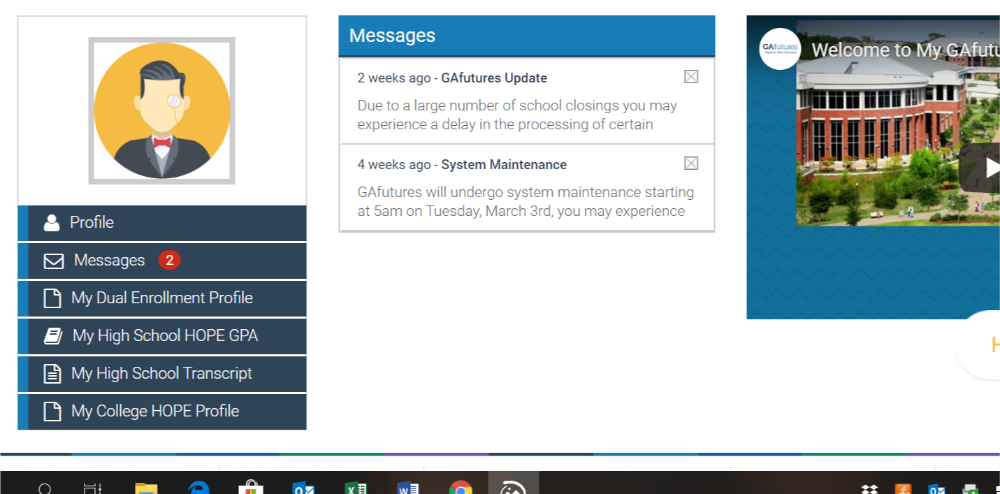 Profile
Messages 2
My Dual Enrollment Profile
My High School HOPE GPA
My High School Transcript
My College HOPE Profile
Messages
2 weeks ago - GAfutures Update
Due to a large number of school closings you may
experience a delay in the processing of certain
4 weeks ago - System Maintenance
GAfutures will undergo system maintenance starting
at 5am on Tuesday, March 3rd, you may experience
GAfutures
Welcome to My GAfutu
H